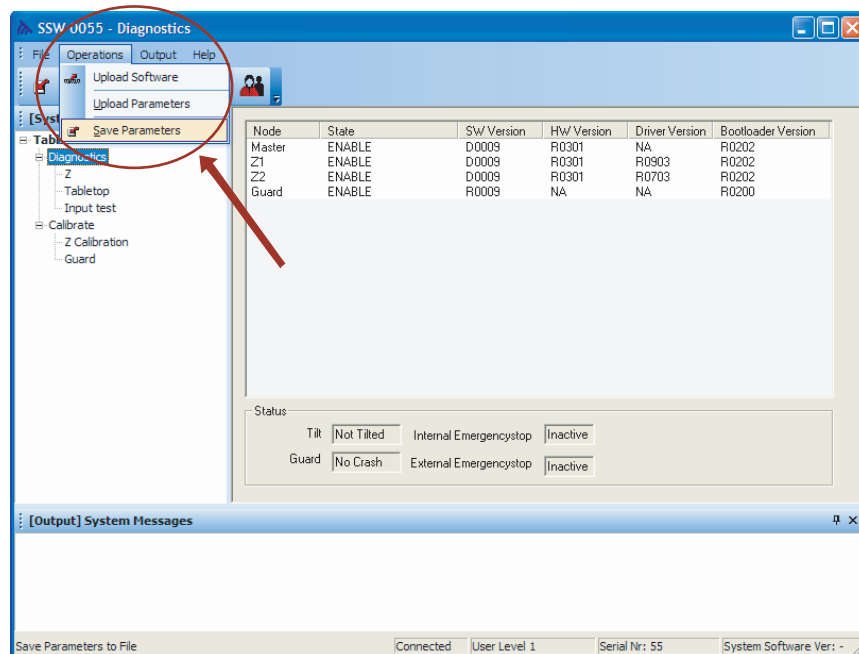 SSW 0055 - Diagnostics
File Operations Output Help
Upload Software
Upload Parameters
Save Parameters
[Syst
Tabl
Diagnostics
Z
Tabletop
Input test
Calibrate
Z Calibration
Guard
Node State SW Version HW Version Driver Version Bootloader Version
Master ENABLE D0009 R0301 NA R0202
Z1 ENABLE D0009 R0301 R0903 R0202
Z2 ENABLE D0009 R0301 R0703 R0202
Guard ENABLE R0009 NA NA R0200
Status
Tilt Not Tilted Internal Emergencystop Inactive
Guard No Crash External Emergencystop Inactive
[Output] System Messages
Save Parameters to File Connected User Level 1 Serial Nr: 55 System Software Ver: -